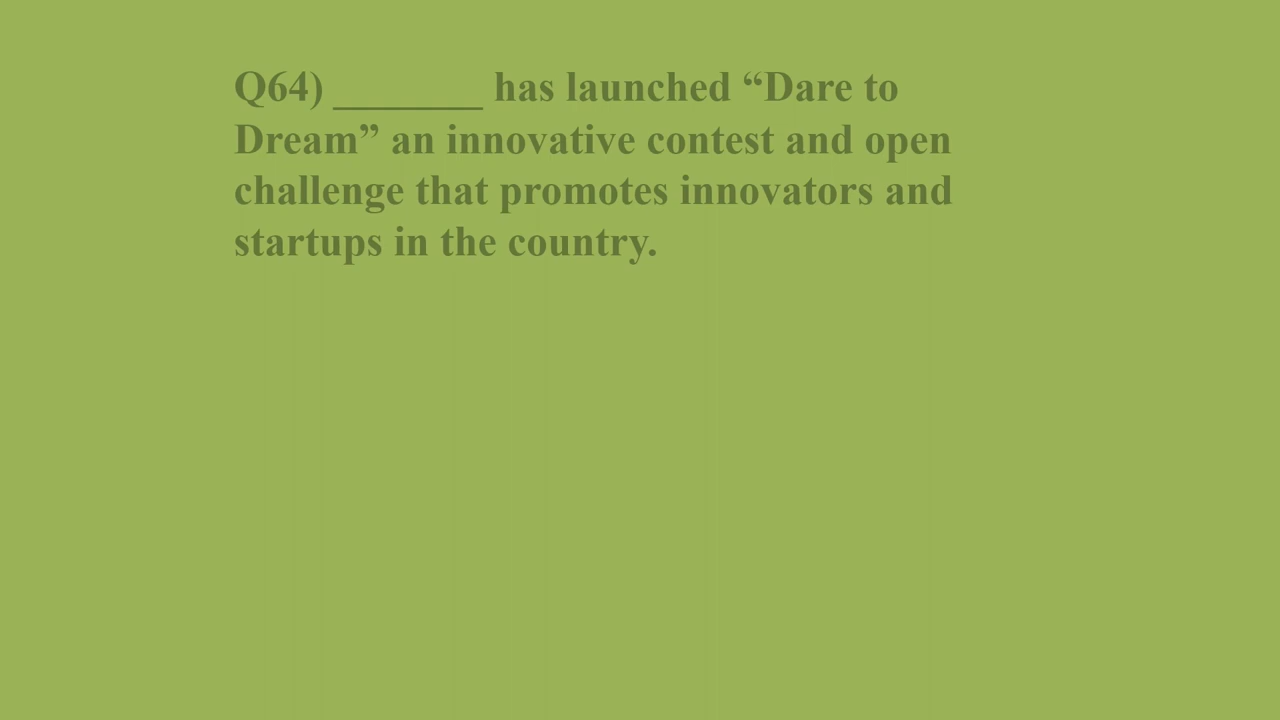 Q64) _______ has launched “Dare to
Dream” an innovative contest and open
challenge that promotes innovators and
startups in the country.